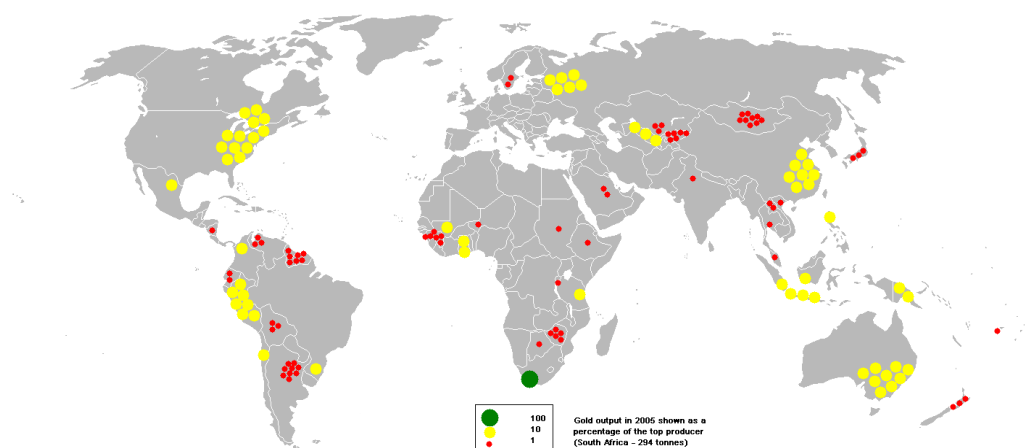 100
10
1
Gold output in 2005 shown as a
percentage of the top producer
(South Africa - 294 tonnes)